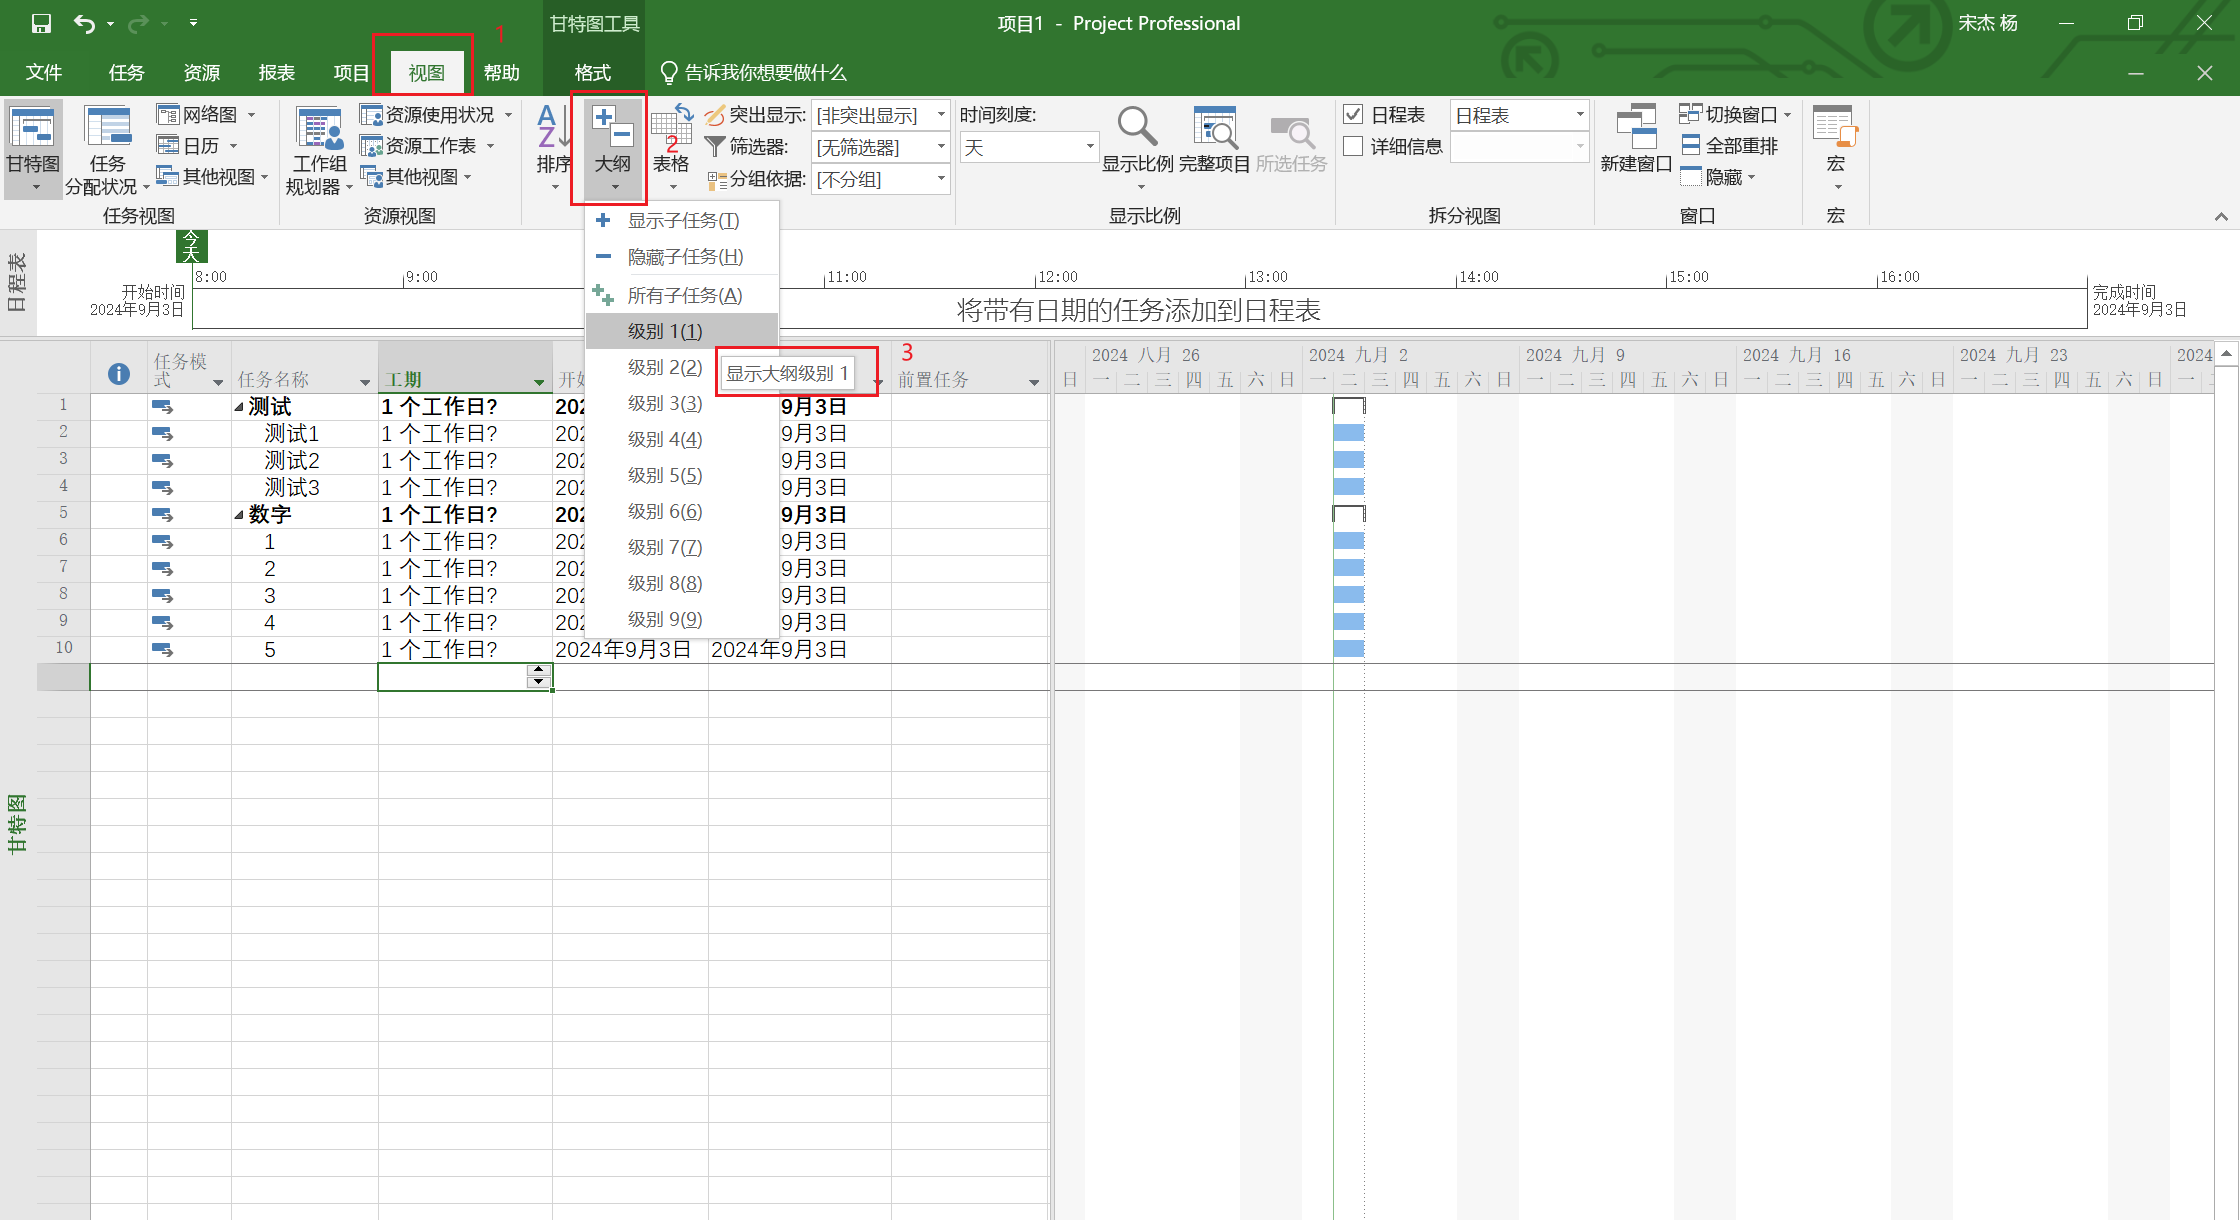 甘特图工具
项目1 - Project Professional
宋杰 杨
1
文件 任务 资源 报表 项目 视图 帮助 格式 告诉我你想要做什么
甘特图
任务
分配状况
网络图
日历
其他视图
任务视图
工作组
规划器
资源使用状况
资源工作表
其他视图
资源视图
排序
大纲
2
表格
突出显示: [非突出显示]
筛选器: [无筛选器]
分组依据: [不分组]
时间刻度:
天
显示比例 完整项目 所选任务
显示比例
日程表 日程表
详细信息
拆分视图
新建窗口
切换窗口
全部重排
隐藏
窗口
宏
宏
显示子任务(T)
隐藏子任务(H)
所有子任务(A)
级别 1(1)
级别 2(2)
级别 3(3)
级别 4(4)
级别 5(5)
级别 6(6)
级别 7(7)
级别 8(8)
级别 9(9)
显示大纲级别 1
3
日程表
今天
8:00 9:00 11:00 12:00 13:00 14:00 15:00 16:00
开始时间
2024年9月3日
将带有日期的任务添加到日程表
完成时间
2024年9月3日
任务模式 任务名称 工期 开始 前置任务
2024 八月 26 2024 九月 2 2024 九月 9 2024 九月 16 2024 九月 23 2024
日 一 二 三 四 五 六 日 一 二 三 四 五 六 日 一 二 三 四 五 六 日 一 二 三 四 五 六 日 一 二 三 四 五 六 日 一
1 测试 1 个工作日? 202 9月3日
2 测试1 1 个工作日? 202 9月3日
3 测试2 1 个工作日? 202 9月3日
4 测试3 1 个工作日? 202 9月3日
5 数字 1 个工作日? 202 9月3日
6 1 1 个工作日? 202 9月3日
7 2 1 个工作日? 202 9月3日
8 3 1 个工作日? 202 9月3日
9 4 1 个工作日? 202 9月3日
10 5 1 个工作日? 2024年9月3日 2024年9月3日
甘特图